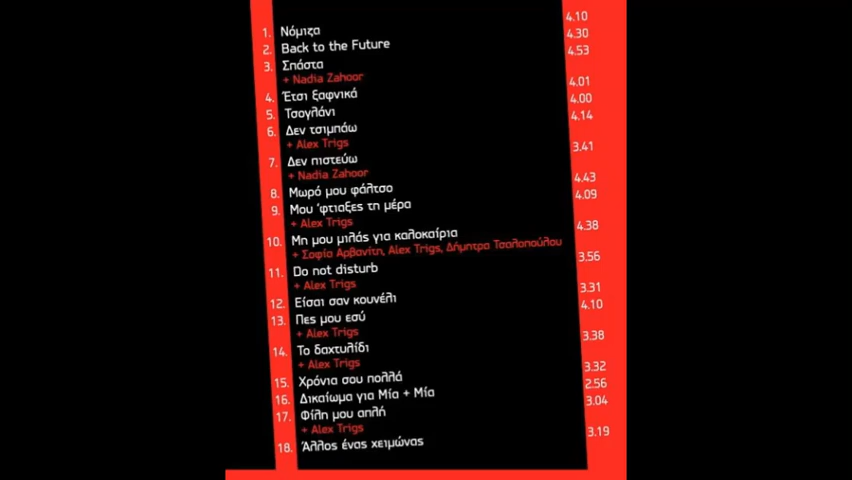 1. Νόμιζα 4.10
2. Back to the Future 4.30
3. Σπάστα 4.53
+ Nadia Zahoor
4. Έτσι ξαφνικά 4.01
5. Τσογλάνι 4.00
6. Δεν τσιμπάω 4.14
+ Alex Trigs
7. Δεν πιστεύω 3.41
+ Nadia Zahoor
8. Μωρό μου φάλτσο 4.43
9. Μου 'φτιαξες τη μέρα 4.09
+ Alex Trigs
10. Μη μου μιλάς για καλοκαίρια 4.38
+ Σοφία Αρβανίτη, Alex Trigs, Δήμητρα Τσαλοπούλου
11. Do not disturb 3.56
+ Alex Trigs
12. Είσαι σαν κουνέλι 3.31
13. Πες μου εσύ 4.10
+ Alex Trigs
14. Το δαχτυλίδι 3.38
+ Alex Trigs
15. Χρόνια σου πολλά 3.32
16. Δικαίωμα για Μία + Μία 2.56
17. Φίλη μου απλή 3.04
+ Alex Trigs
18. Άλλος ένας χειμώνας 3.19